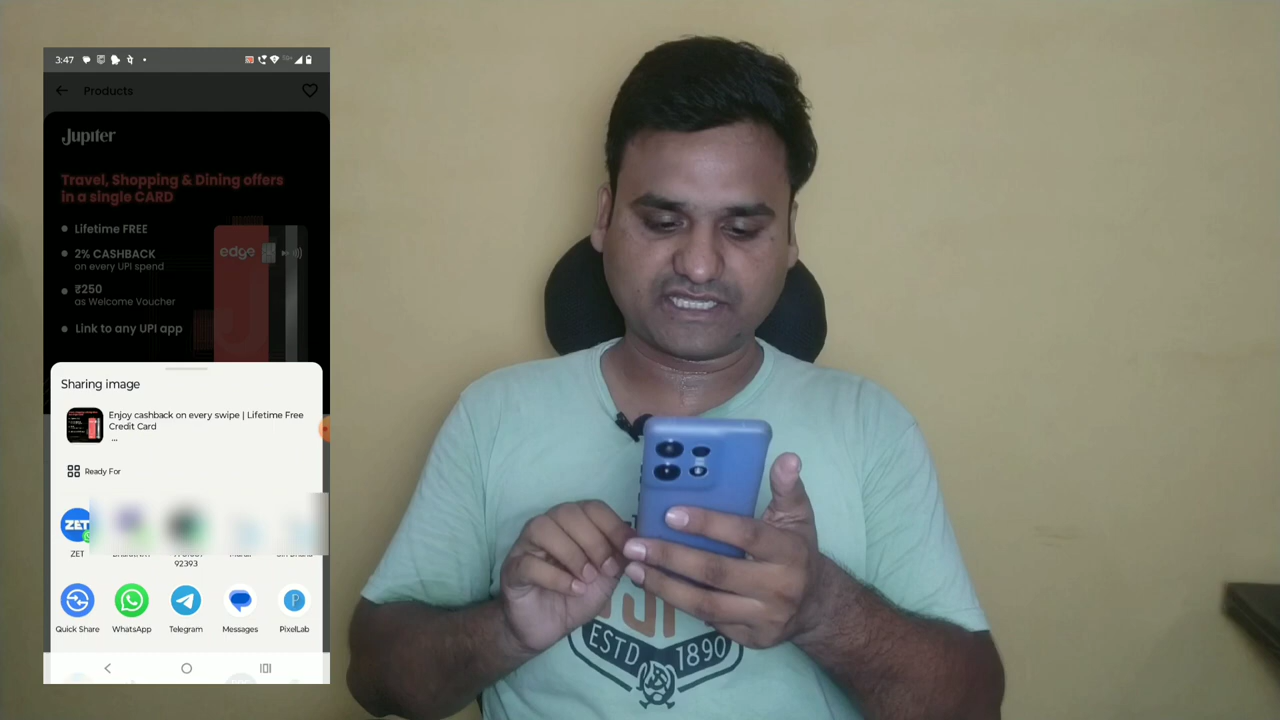 3:47
Products
Jupiter
Travel, Shopping & Dining offers
in a single CARD
Lifetime FREE
2% CASHBACK
on every UPI spend
₹250
as Welcome Voucher
Link to any UPI app
edge
Sharing image
Enjoy cashback on every swipe | Lifetime Free
Credit Card
...
Ready For
ZET
ZET
92393
Quick Share
WhatsApp
Telegram
Messages
PixelLab
ESTD 1890